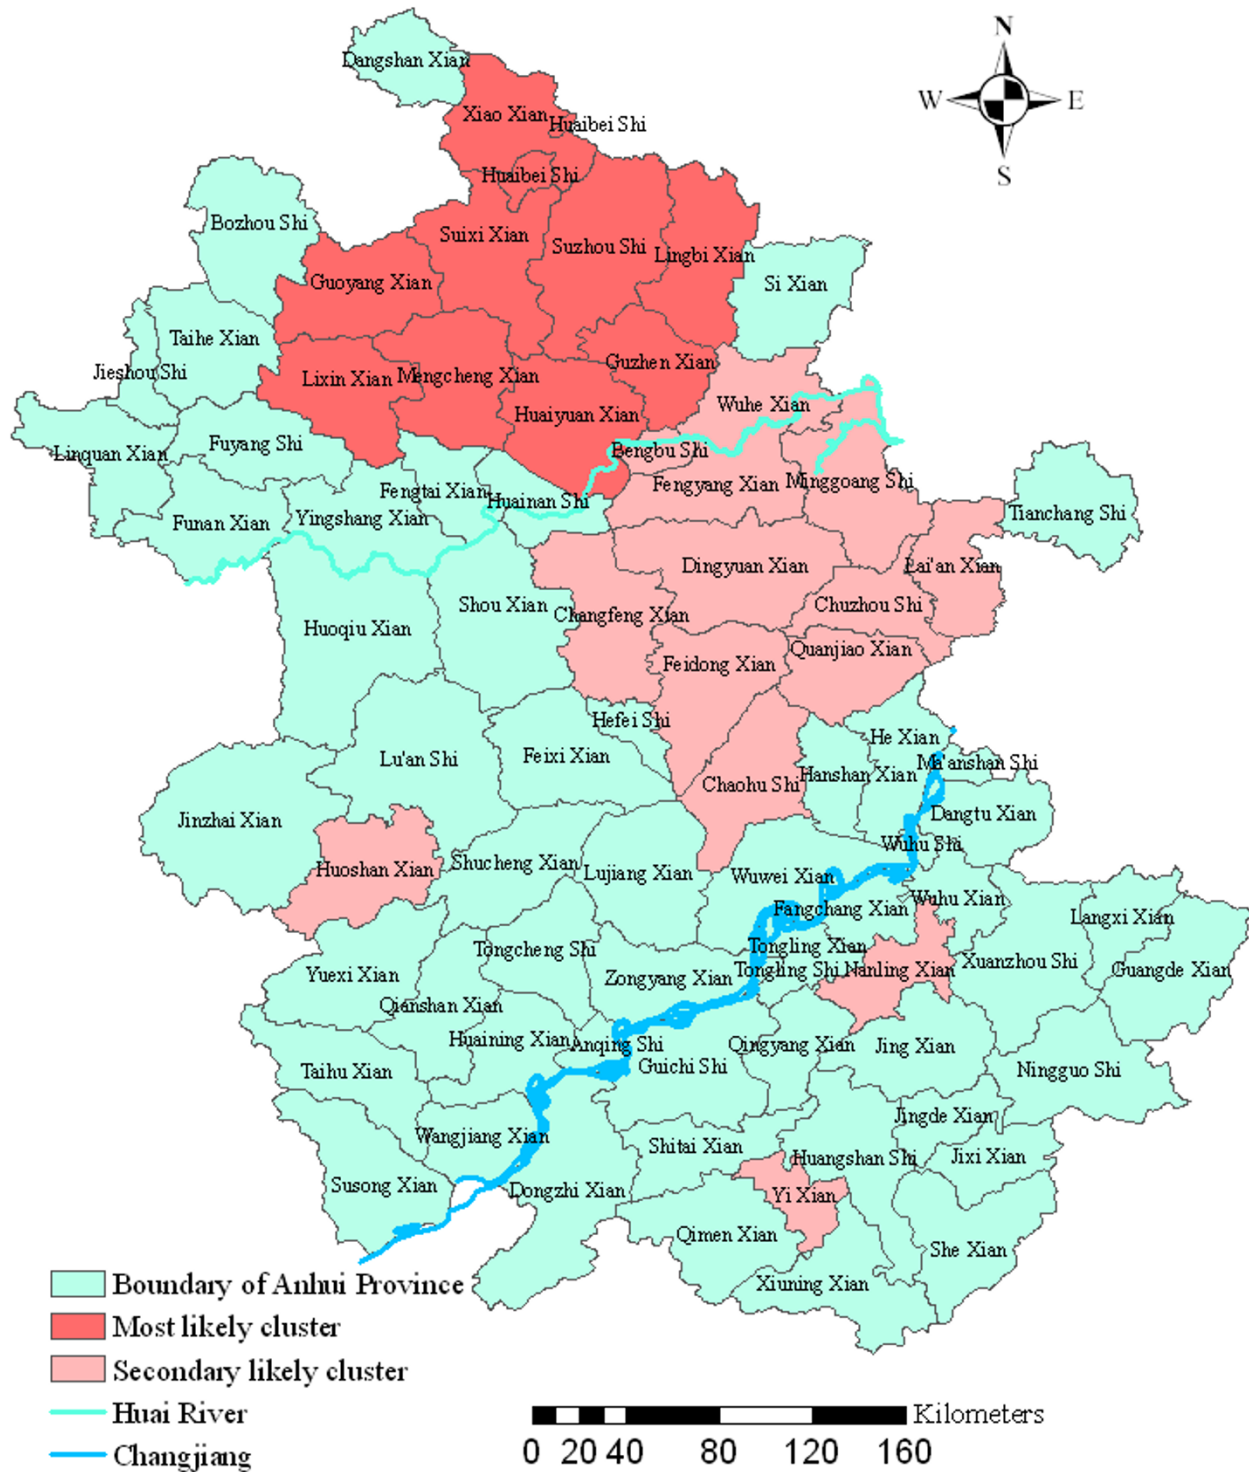 N
W E
S
Dangshan Xian
Xiao Xian
Huaibei Shi
Huaibei Shi
Bozhou Shi
Suixi Xian
Suzhou Shi
Lingbi Xian
Guoyang Xian
Si Xian
Taihe Xian
Jieshou Shi
Lixin Xian
Mengcheng Xian
Guzhen Xian
Huaiyuan Xian
Wuhe Xian
Linquan Xian
Fuyang Shi
Bengbu Shi
Fengtai Xian
Huainan Shi
Fengyang Xian
Minggoang Shi
Funan Xian
Yingshang Xian
Tianchang Shi
Dingyuan Xian
Lai'an Xian
Huoqiu Xian
Shou Xian
Changfeng Xian
Chuzhou Shi
Feidong Xian
Quanjiao Xian
Hefei Shi
Lu'an Shi
Feixi Xian
He Xian
Ma'anshan Shi
Chaohu Shi
Hanshan Xian
Jinzhai Xian
Dangtu Xian
Wuhu Shi
Huoshan Xian
Shucheng Xian
Lujiang Xian
Wuwei Xian
Wuhu Xian
Fangchang Xian
Langxi Xian
Tongcheng Shi
Tongling Xian
Yuexi Xian
Zongyang Xian
Tongling Shi
Nanling Xian
Xuanzhou Shi
Guangde Xian
Qianshan Xian
Huaining Xian
Anqing Shi
Qingyang Xian
Jing Xian
Taihu Xian
Guichi Shi
Ningguo Shi
Wangjiang Xian
Shitai Xian
Jingde Xian
Huangshan Shi
Jixi Xian
Susong Xian
Dongzhi Xian
Yi Xian
Qimen Xian
She Xian
Xiuning Xian
Boundary of Anhui Province
Most likely cluster
Secondary likely cluster
Huai River
Changjiang
Kilometers
0 20 40 80 120 160